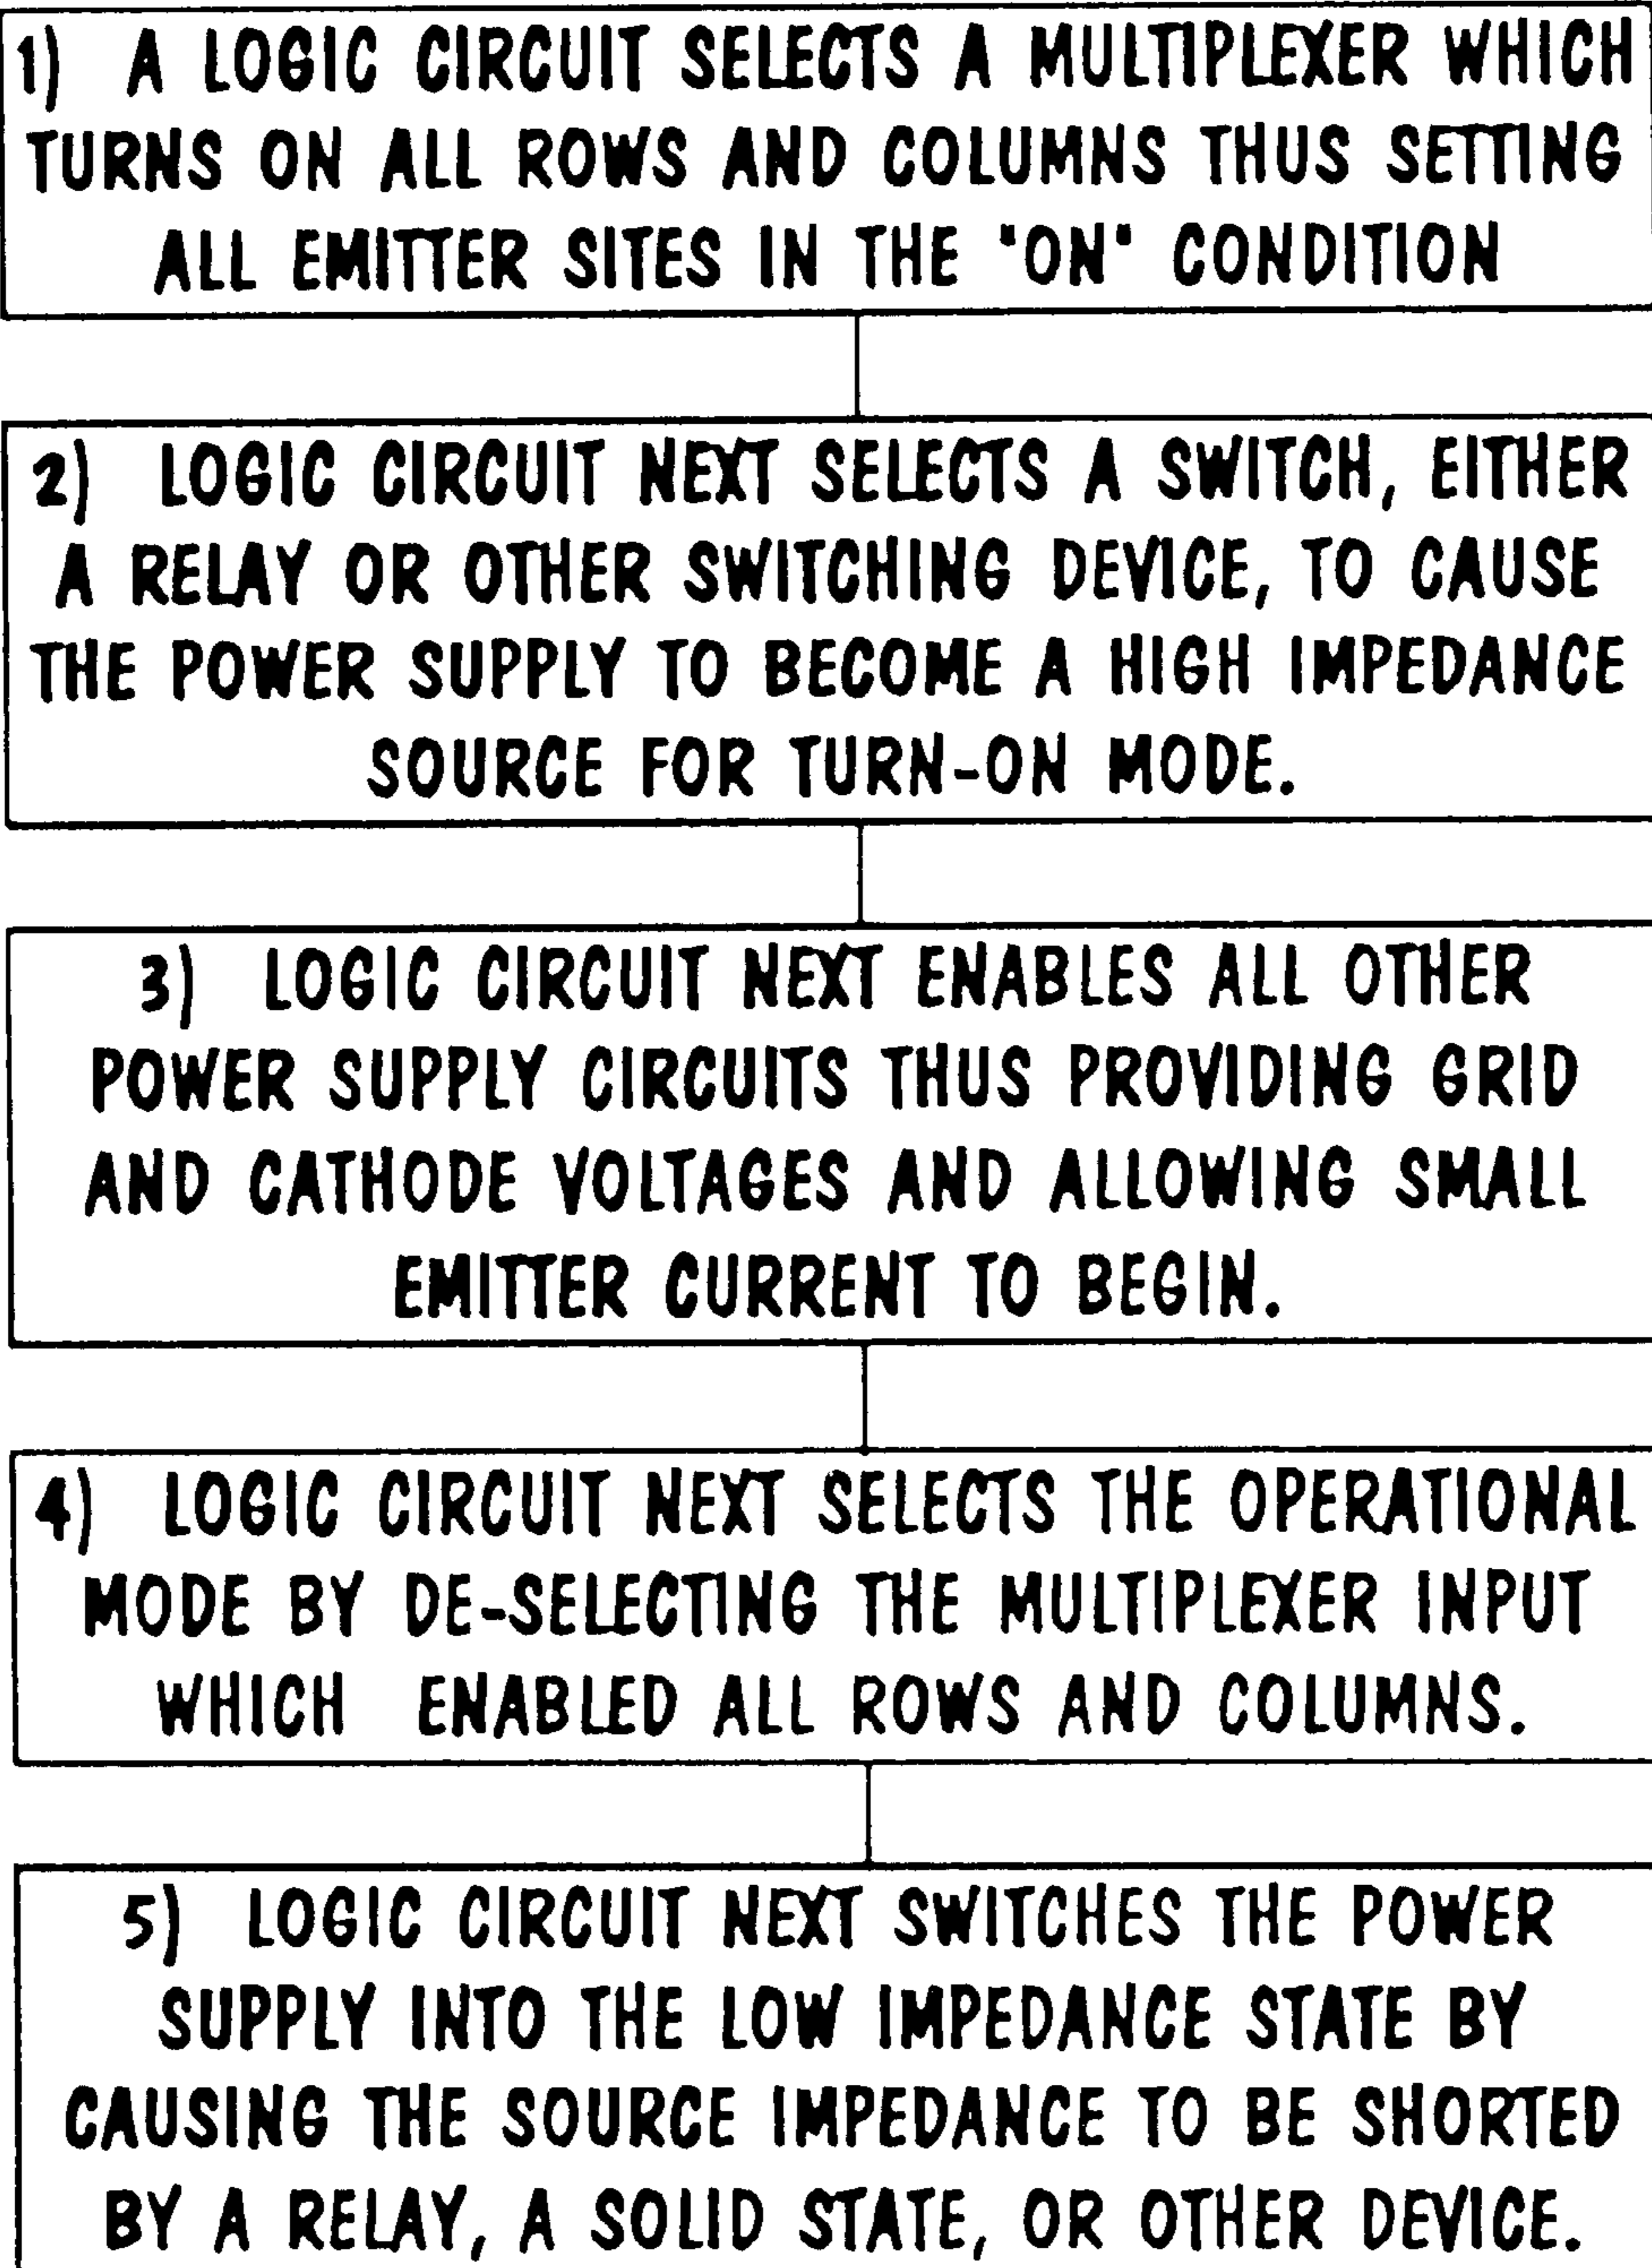 1) A LOGIC CIRCUIT SELECTS A MULTIPLEXER WHICH
TURNS ON ALL ROWS AND COLUMNS THUS SETTING
ALL EMITTER SITES IN THE "ON" CONDITION
2) LOGIC CIRCUIT NEXT SELECTS A SWITCH, EITHER
A RELAY OR OTHER SWITCHING DEVICE, TO CAUSE
THE POWER SUPPLY TO BECOME A HIGH IMPEDANCE
SOURCE FOR TURN-ON MODE.
3) LOGIC CIRCUIT NEXT ENABLES ALL OTHER
POWER SUPPLY CIRCUITS THUS PROVIDING GRID
AND CATHODE VOLTAGES AND ALLOWING SMALL
EMITTER CURRENT TO BEGIN.
4) LOGIC CIRCUIT NEXT SELECTS THE OPERATIONAL
MODE BY DE-SELECTING THE MULTIPLEXER INPUT
WHICH ENABLED ALL ROWS AND COLUMNS.
5) LOGIC CIRCUIT NEXT SWITCHES THE POWER
SUPPLY INTO THE LOW IMPEDANCE STATE BY
CAUSING THE SOURCE IMPEDANCE TO BE SHORTED
BY A RELAY, A SOLID STATE, OR OTHER DEVICE.